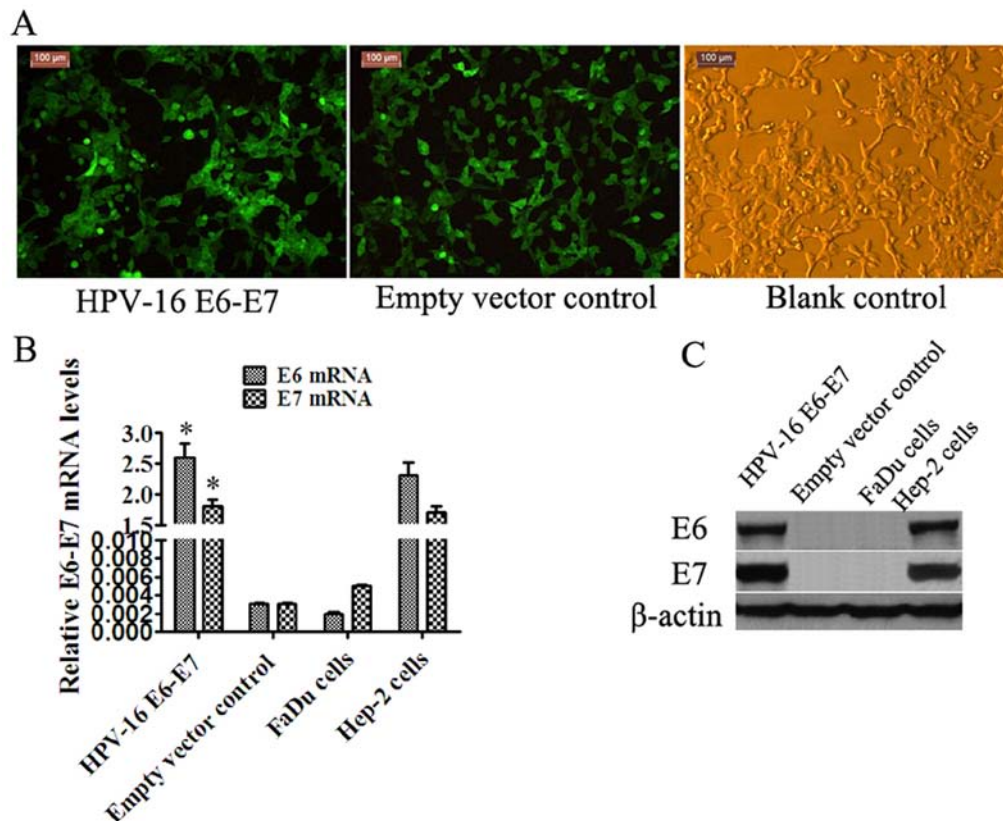 A
100 µm
100 µm
100 µm
HPV-16 E6-E7
Empty vector control
Blank control
B
E6 mRNA
E7 mRNA
Relative E6-E7 mRNA levels
3.0
2.5
2.0
1.5
0.010
0.008
0.006
0.004
0.002
0.000
*
*
HPV-16 E6-E7
Empty vector control
FaDu cells
Hep-2 cells
C
HPV-16 E6-E7
Empty vector control
FaDu cells
Hep-2 cells
E6
E7
β-actin